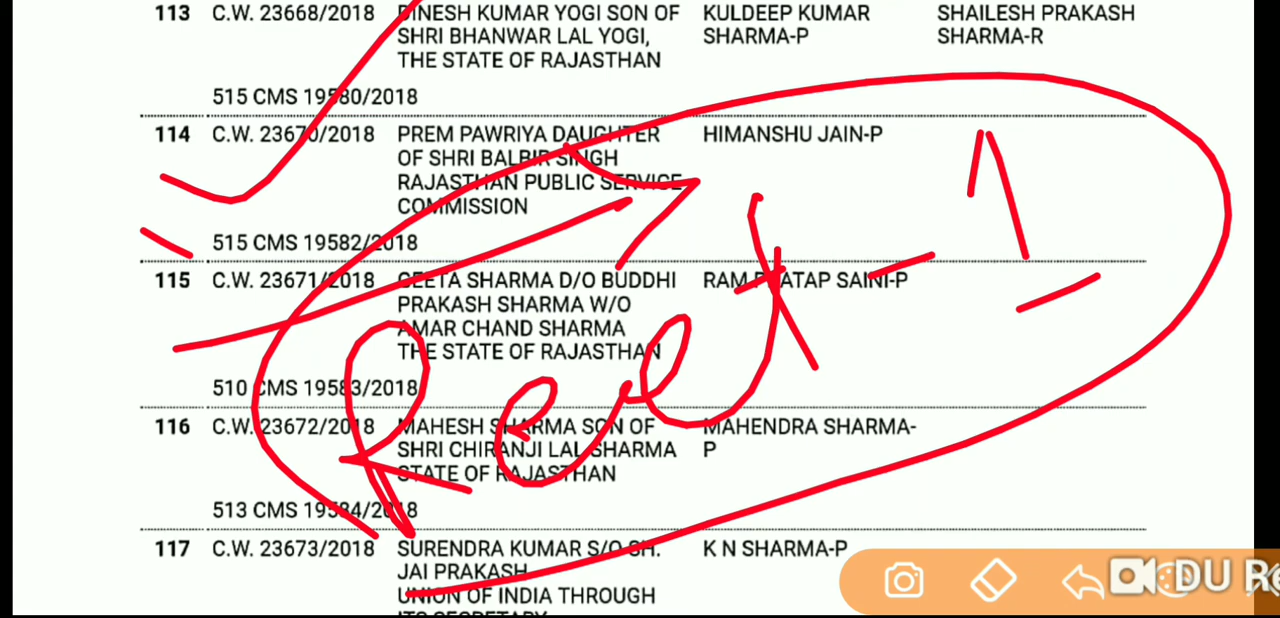 113 C.W. 23668/2018 DINESH KUMAR YOGI SON OF KULDEEP KUMAR SHAILESH PRAKASH
SHRI BHANWAR LAL YOGI, SHARMA-P SHARMA-R
THE STATE OF RAJASTHAN
515 CMS 19580/2018
114 C.W. 23670/2018 PREM PAWRIYA DAUGHTER HIMANSHU JAIN-P
OF SHRI BALBIR SINGH
RAJASTHAN PUBLIC SERVICE
COMMISSION
515 CMS 19582/2018
115 C.W. 23671/2018 GEETA SHARMA D/O BUDDHI RAM PRATAP SAINI-P
PRAKASH SHARMA W/O
AMAR CHAND SHARMA
THE STATE OF RAJASTHAN
510 CMS 19583/2018
Reet - 1
116 C.W. 23672/2018 MAHESH SHARMA SON OF MAHENDRA SHARMA-
SHRI CHIRANJI LAL SHARMA P
STATE OF RAJASTHAN
513 CMS 19584/2018
117 C.W. 23673/2018 SURENDRA KUMAR S/O SH. K N SHARMA-P
JAI PRAKASH
UNION OF INDIA THROUGH
ITS SECRETARY
DU Re